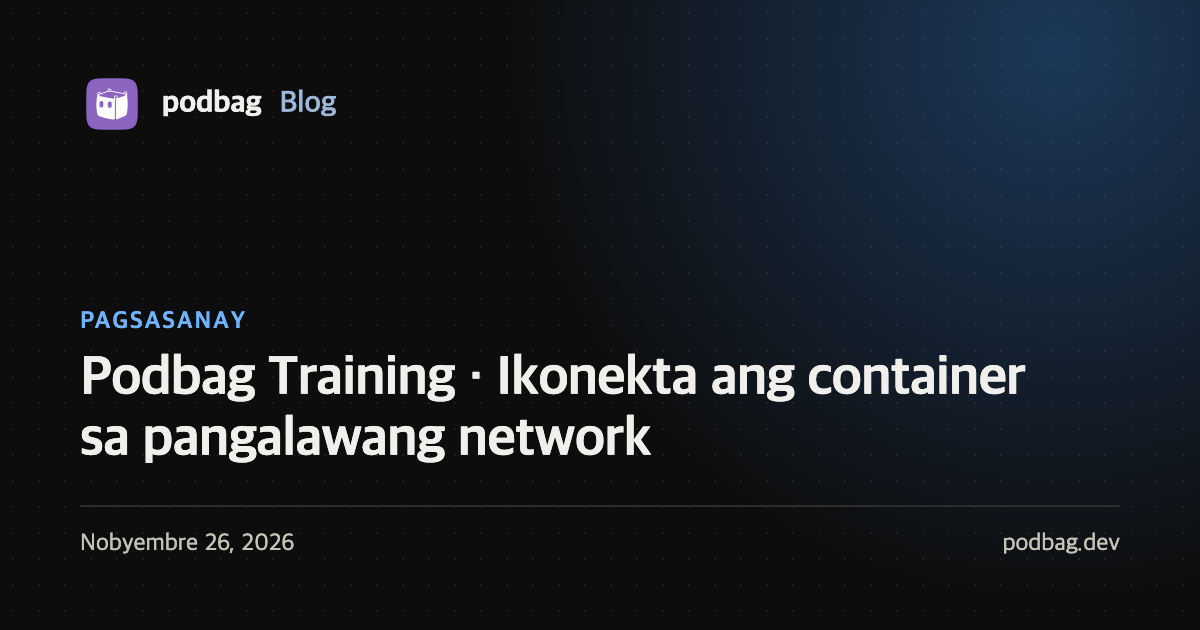 podbag Blog
PAGSASANAY
Podbag Training · Ikonekta ang container
sa pangalawang network
Nobyembre 26, 2026
podbag.dev